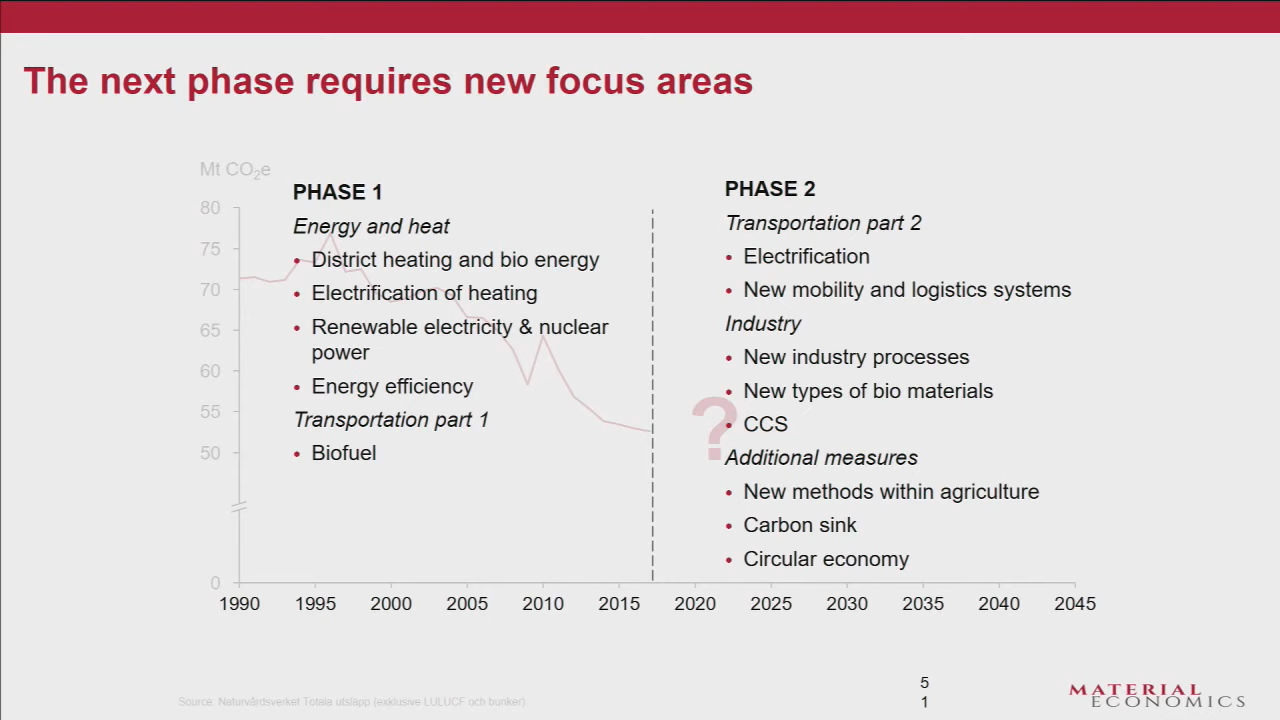 The next phase requires new focus areas
Mt CO2e
80
75
70
65
60
55
50
0
PHASE 1
Energy and heat
• District heating and bio energy
• Electrification of heating
• Renewable electricity & nuclear
power
• Energy efficiency
Transportation part 1
• Biofuel
?
PHASE 2
Transportation part 2
• Electrification
• New mobility and logistics systems
Industry
• New industry processes
• New types of bio materials
• CCS
Additional measures
• New methods within agriculture
• Carbon sink
• Circular economy
1990 1995 2000 2005 2010 2015 2020 2025 2030 2035 2040 2045
Source: Naturvårdsverket Totala utsläpp (exklusive LULUCF och bunker)
5
1
MATERIAL
ECONOMICS